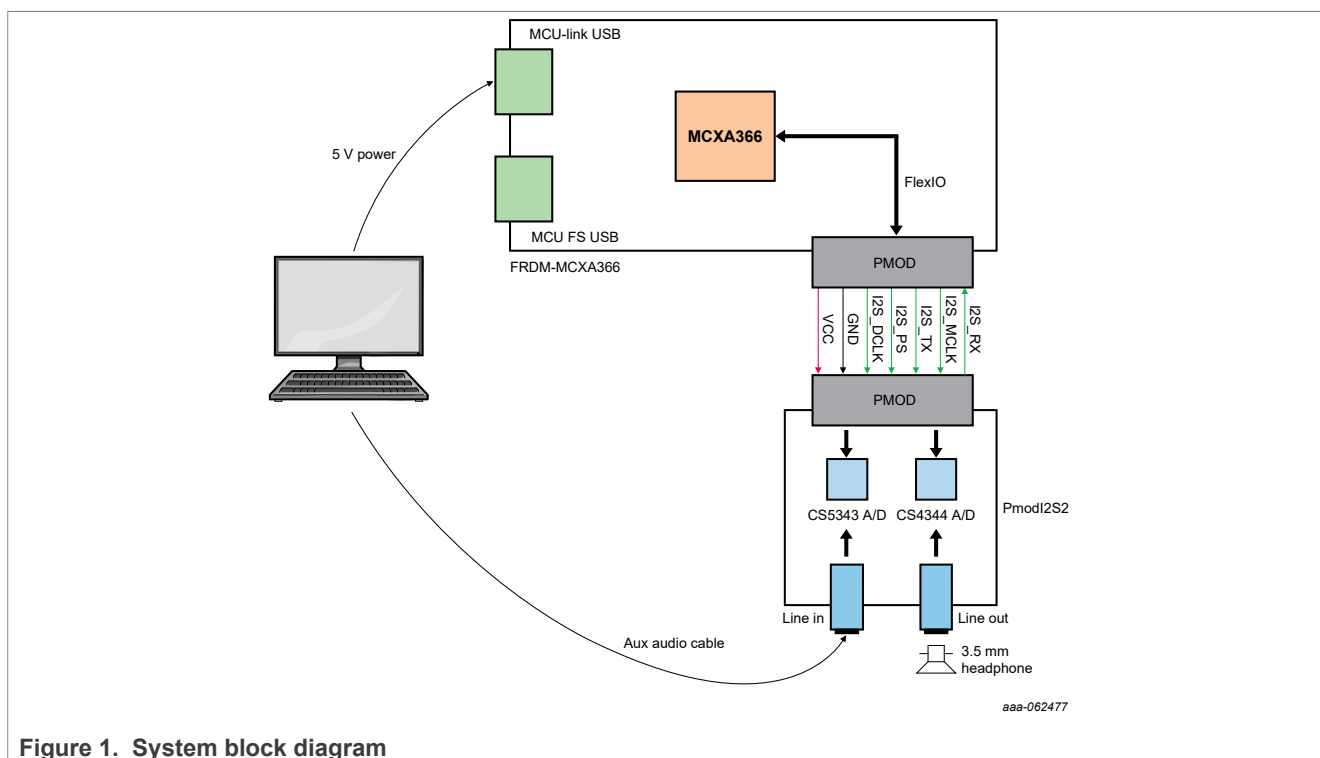 MCU-link USB
MCXA366
5 V power
FlexIO
MCU FS USB
FRDM-MCXA366
PMOD
VCC
GND
I2S_DCLK
I2S_PS
I2S_TX
I2S_MCLK
I2S_RX
PMOD
CS5343 A/D
CS4344 A/D
PmodI2S2
Line in
Line out
Aux audio cable
3.5 mm
headphone
aaa-062477
Figure 1. System block diagram